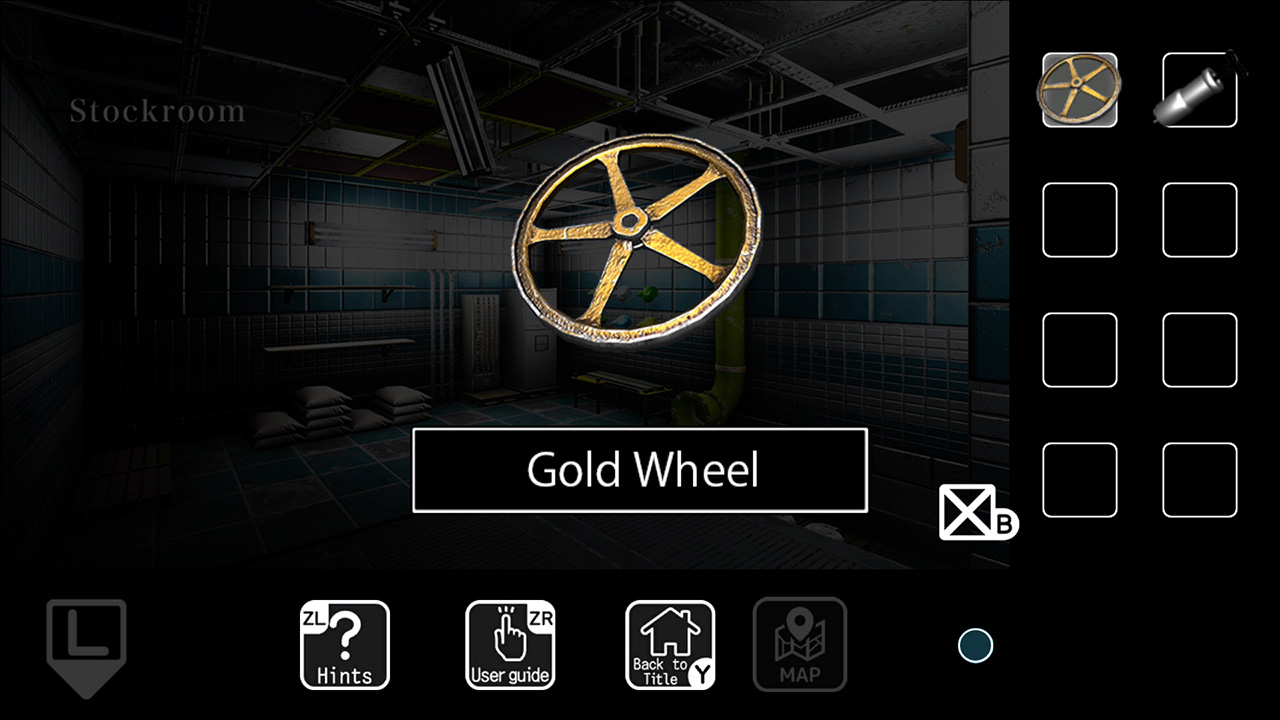 Stockroom
Gold Wheel
B
L
ZL
Hints
ZR
User guide
Back to
Title
Y
MAP